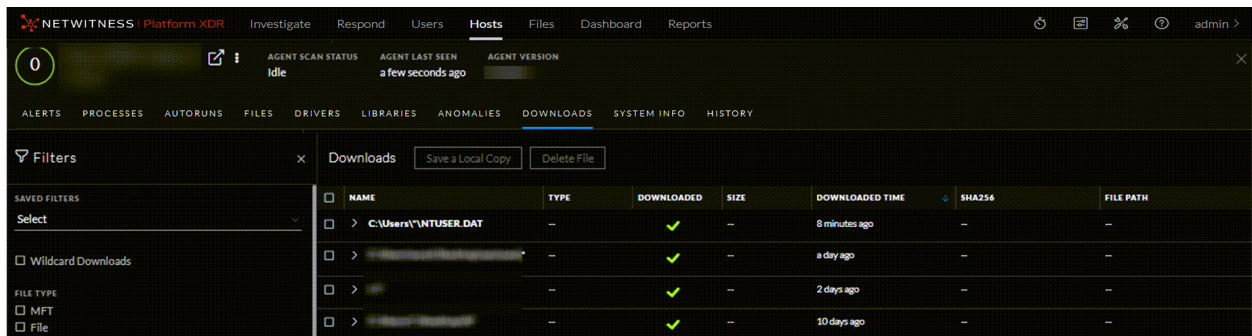 NETWITNESS Platform XDR Investigate Respond Users Hosts Files Dashboard Reports admin >
0 AGENT SCAN STATUS AGENT LAST SEEN AGENT VERSION
Idle a few seconds ago
ALERTS PROCESSES AUTORUNS FILES DRIVERS LIBRARIES ANOMALIES DOWNLOADS SYSTEM INFO HISTORY
Filters × Downloads Save a Local Copy Delete File
SAVED FILTERS NAME TYPE DOWNLOADED SIZE DOWNLOADED TIME SHA256 FILE PATH
Select C:\Users\*\NTUSER.DAT -- -- 8 minutes ago -- --
Wildcard Downloads -- -- a day ago -- --
FILE TYPE -- -- 2 days ago -- --
MFT
File -- -- 10 days ago -- --